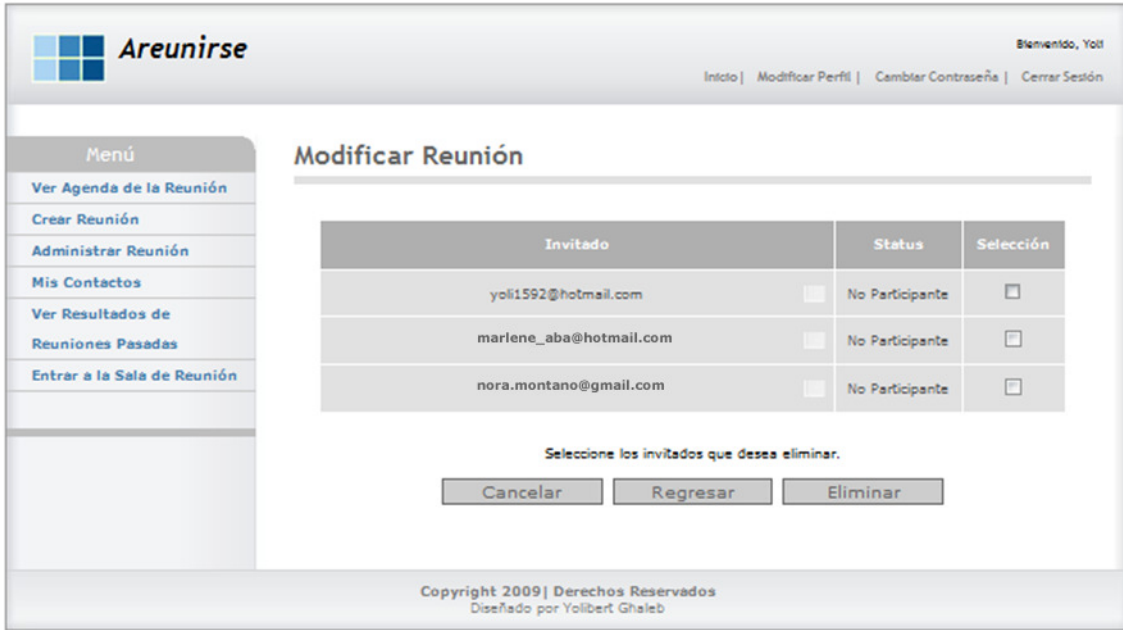 Areunirse
Bienvenido, Yoli
Inicio | Modificar Perfil | Cambiar Contraseña | Cerrar Sesión
Menú
Ver Agenda de la Reunión
Crear Reunión
Administrar Reunión
Mis Contactos
Ver Resultados de
Reuniones Pasadas
Entrar a la Sala de Reunión
Modificar Reunión
Invitado Status Selección
yoli1592@hotmail.com No Participante
marlene_aba@hotmail.com No Participante
nora.montano@gmail.com No Participante
Seleccione los invitados que desea eliminar.
Cancelar Regresar Eliminar
Copyright 2009| Derechos Reservados
Diseñado por Yolibert Ghaleb